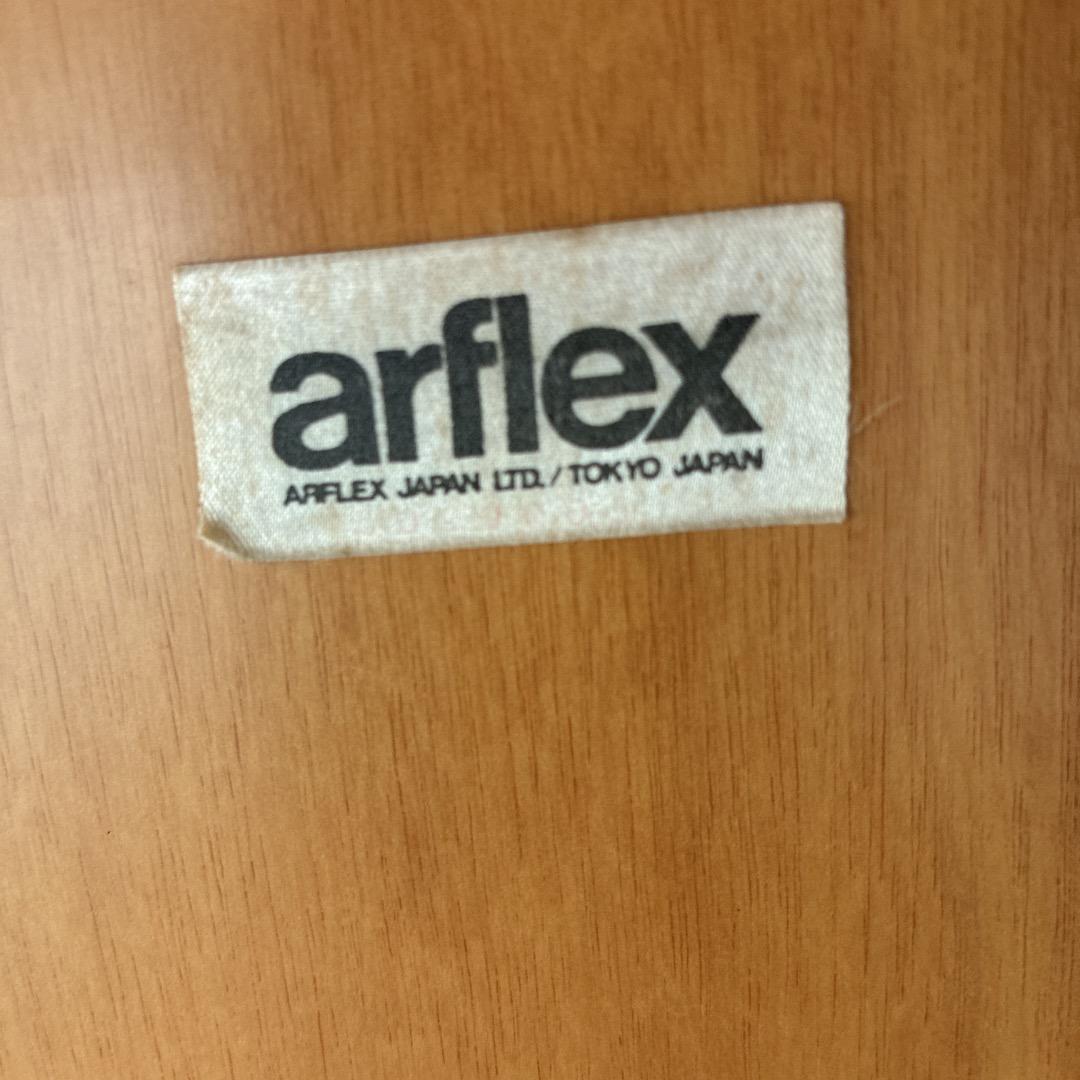 arflex
ARFLEX JAPAN LTD. / TOKYO JAPAN